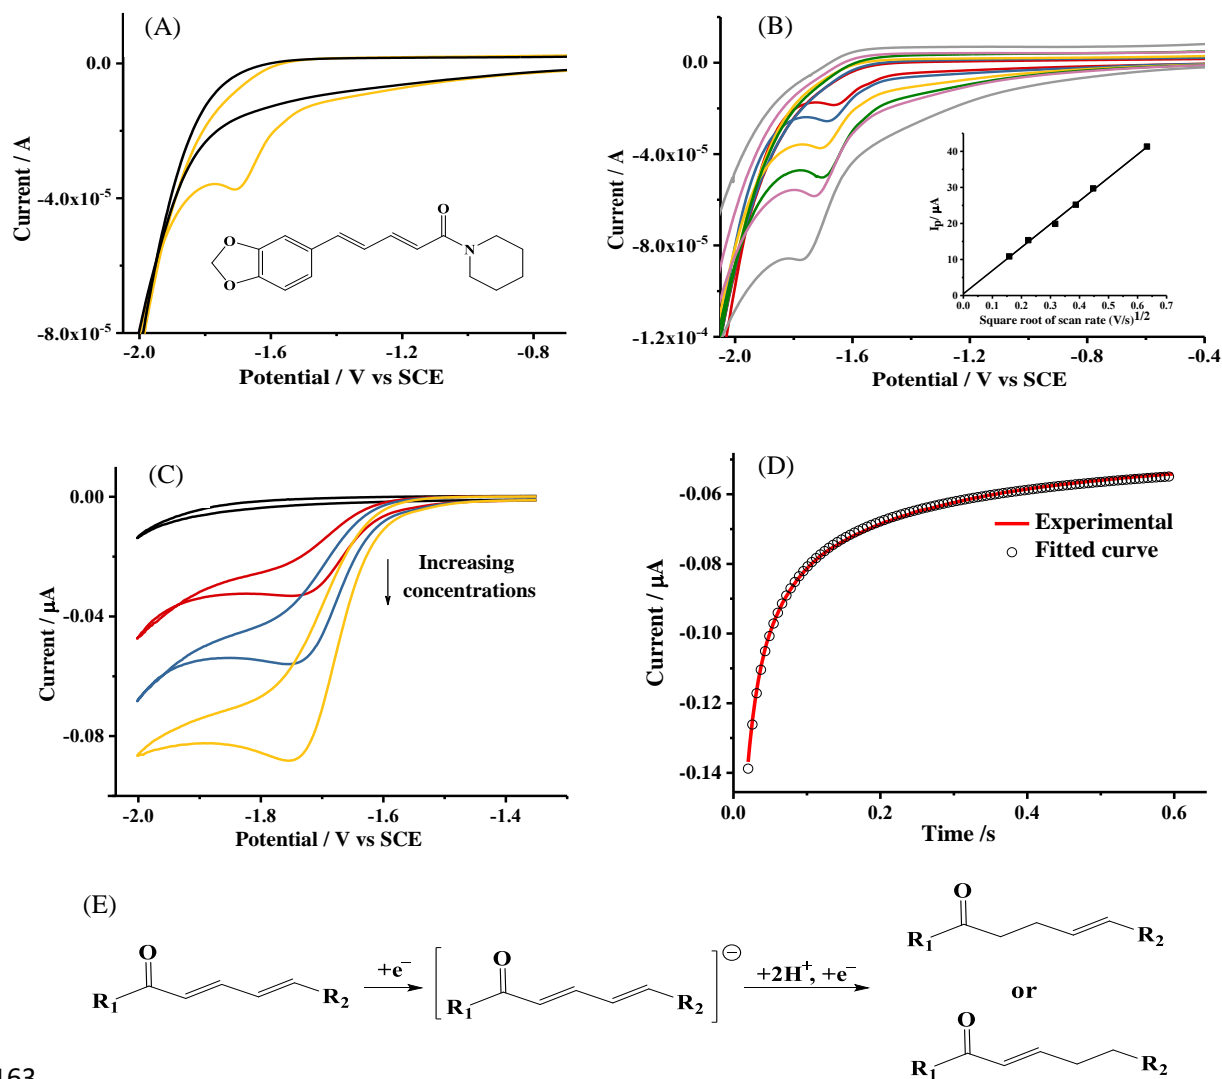 (A)
0.0
-4.0x10⁻⁵
-8.0x10⁻⁵
-2.0 -1.6 -1.2 -0.8
Current / A
Potential / V vs SCE
O
O
O
N
(B)
0.0
-4.0x10⁻⁵
-8.0x10⁻⁵
-1.2x10⁻⁴
-2.0 -1.6 -1.2 -0.8 -0.4
Current / A
Potential / V vs SCE
40
30
20
10
0
0.0 0.1 0.2 0.3 0.4 0.5 0.6 0.7
Ip/ µA
Square root of scan rate (V/s)^1/2
(C)
0.00
-0.04
-0.08
-2.0 -1.8 -1.6 -1.4
Current / µA
Potential / V vs SCE
Increasing
concentrations
(D)
-0.06
-0.08
-0.10
-0.12
-0.14
0.0 0.2 0.4 0.6
Current / µA
Time /s
Experimental
Fitted curve
(E)
O
R₁ R₂
+e⁻
O
R₁ R₂
⊖
+2H⁺, +e⁻
O
R₁ R₂
or
O
R₁ R₂
163